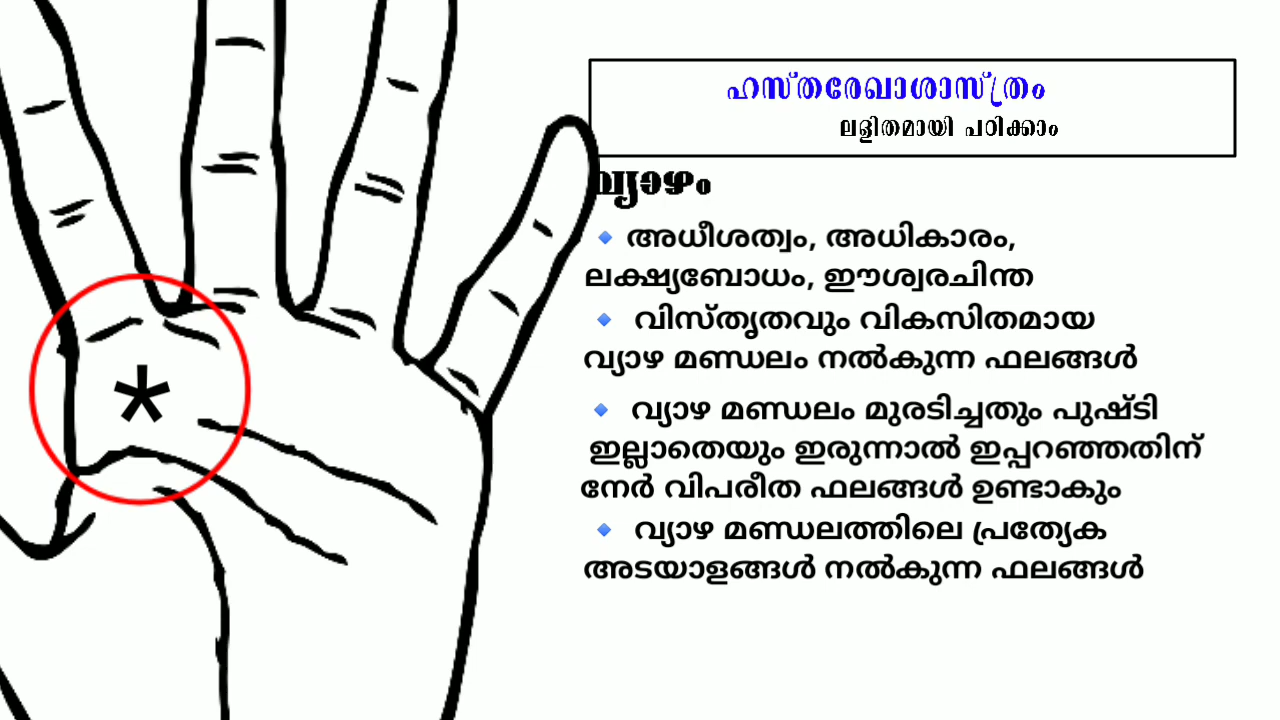 ഹസ്തരേഖാശാസ്ത്രം
ലളിതമായി പഠിക്കാം
വ്യാഴം
🔹 അധീശത്വം, അധികാരം,
ലക്ഷ്യബോധം, ഈശ്വരചിന്ത
🔹 വിസ്തൃതവും വികസിതമായ
വ്യാഴ മണ്ഡലം നൽകുന്ന ഫലങ്ങൾ
🔹 വ്യാഴ മണ്ഡലം മുരടിച്ചതും പുഷ്ടി
ഇല്ലാതെയും ഇരുന്നാൽ ഇപ്പറഞ്ഞതിന്
നേർ വിപരീത ഫലങ്ങൾ ഉണ്ടാകും
🔹 വ്യാഴ മണ്ഡലത്തിലെ പ്രത്യേക
അടയാളങ്ങൾ നൽകുന്ന ഫലങ്ങൾ